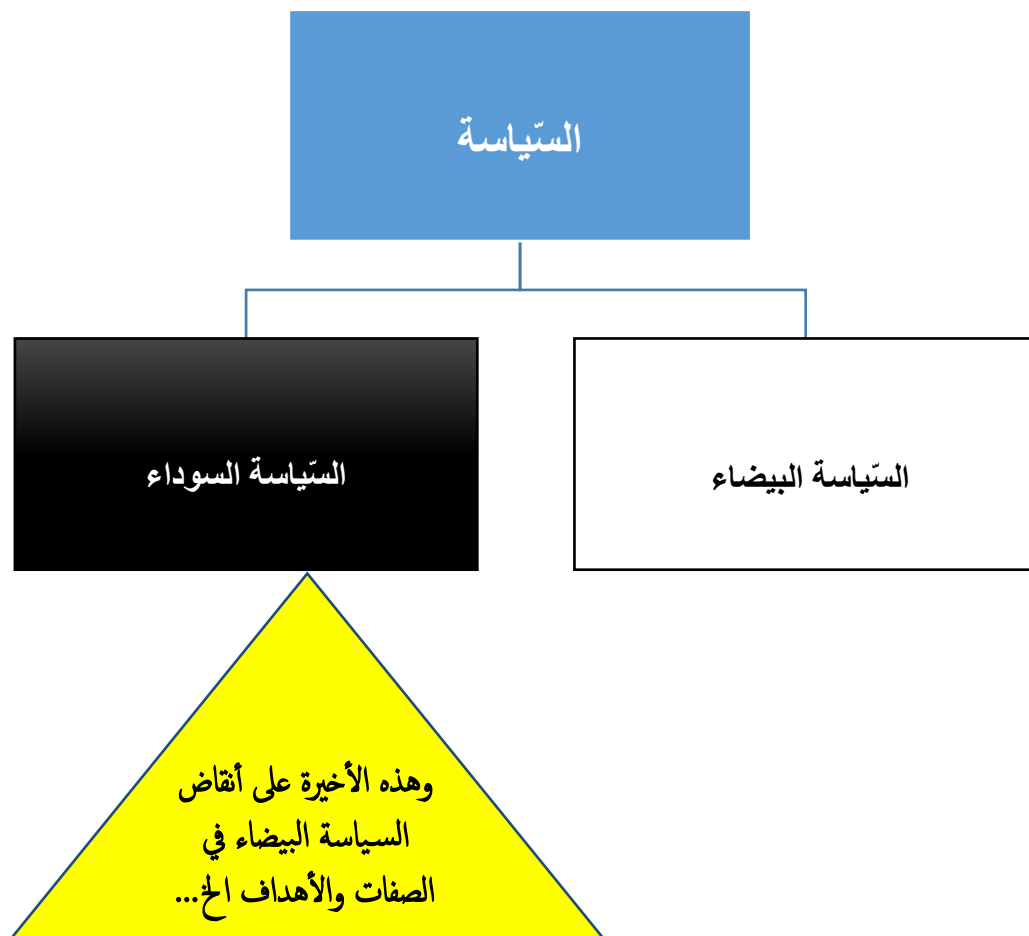 السّياسة
السّياسة البيضاء
السّياسة السوداء
وهذه الأخيرة على أنقاض
السياسة البيضاء في
الصفات والأهداف الخ...